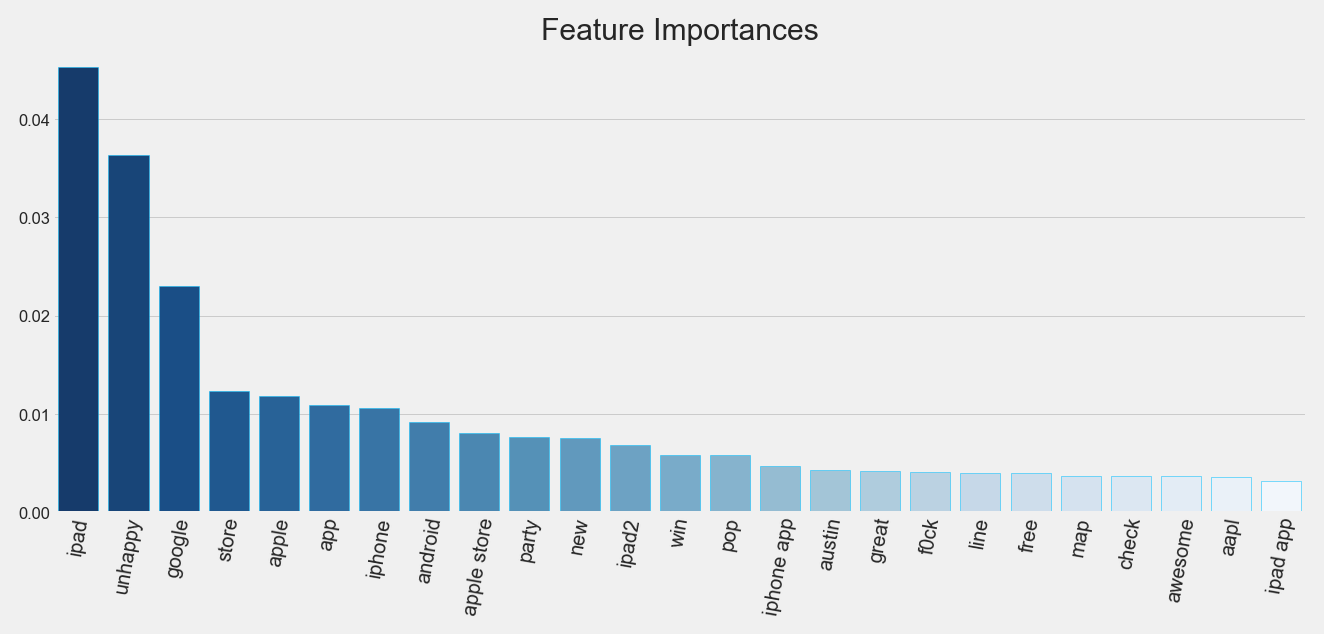 Feature Importances
0.04
0.03
0.02
0.01
0.00
ipad
unhappy
google
store
apple
app
iphone
android
apple store
party
new
ipad2
win
pop
iphone app
austin
great
f0ck
line
free
map
check
awesome
aapl
ipad app